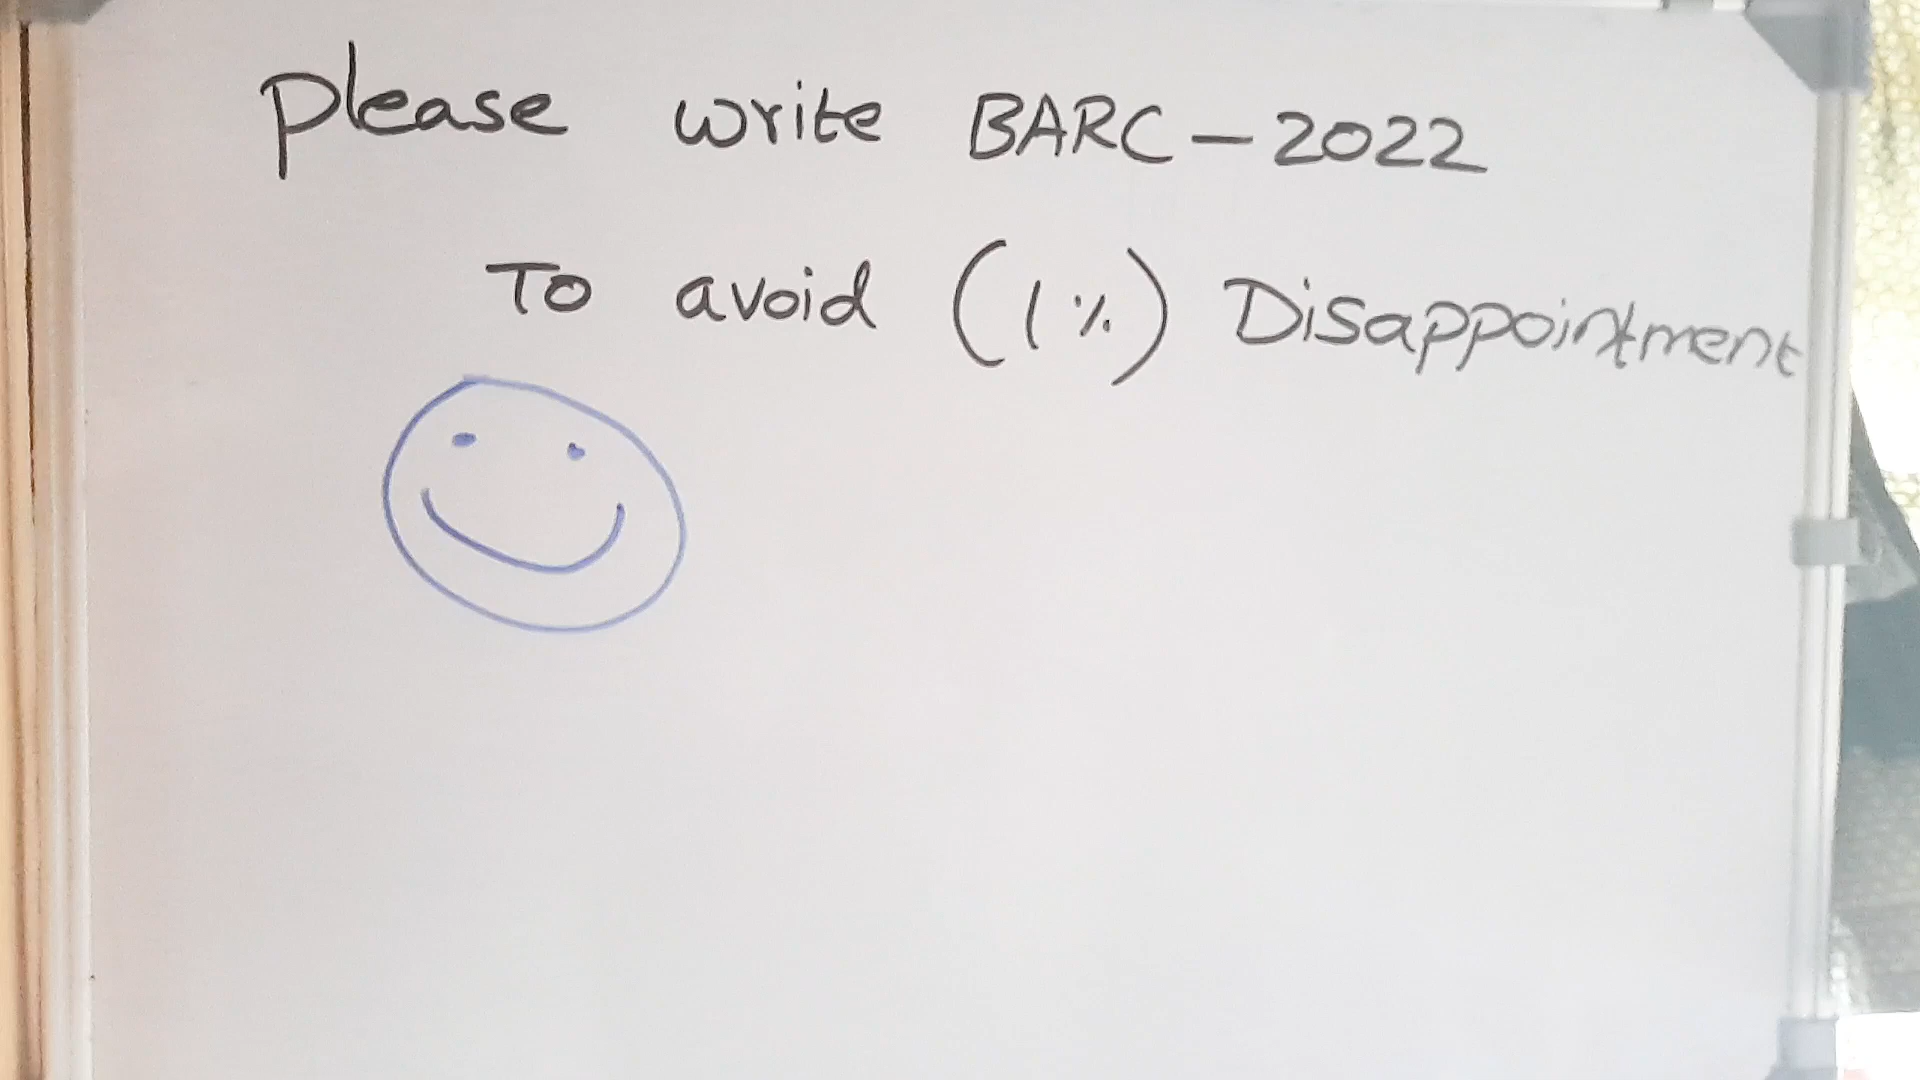 please write BARC - 2022
To avoid (1%) Disappointment